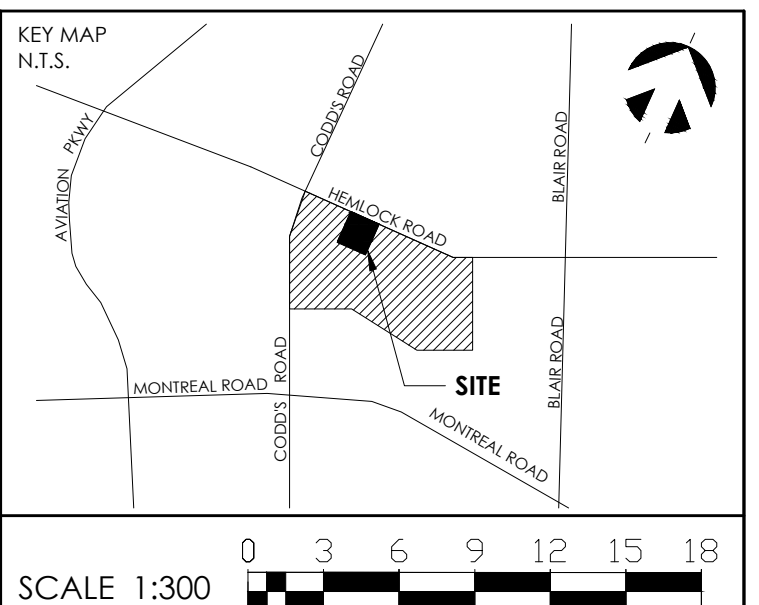 KEY MAP
N.T.S.
CODD'S ROAD
AVIATION PKWY
BLAIR ROAD
HEMLOCK ROAD
SITE
MONTREAL ROAD
CODD'S ROAD
BLAIR ROAD
MONTREAL ROAD
0 3 6 9 12 15 18
SCALE 1:300